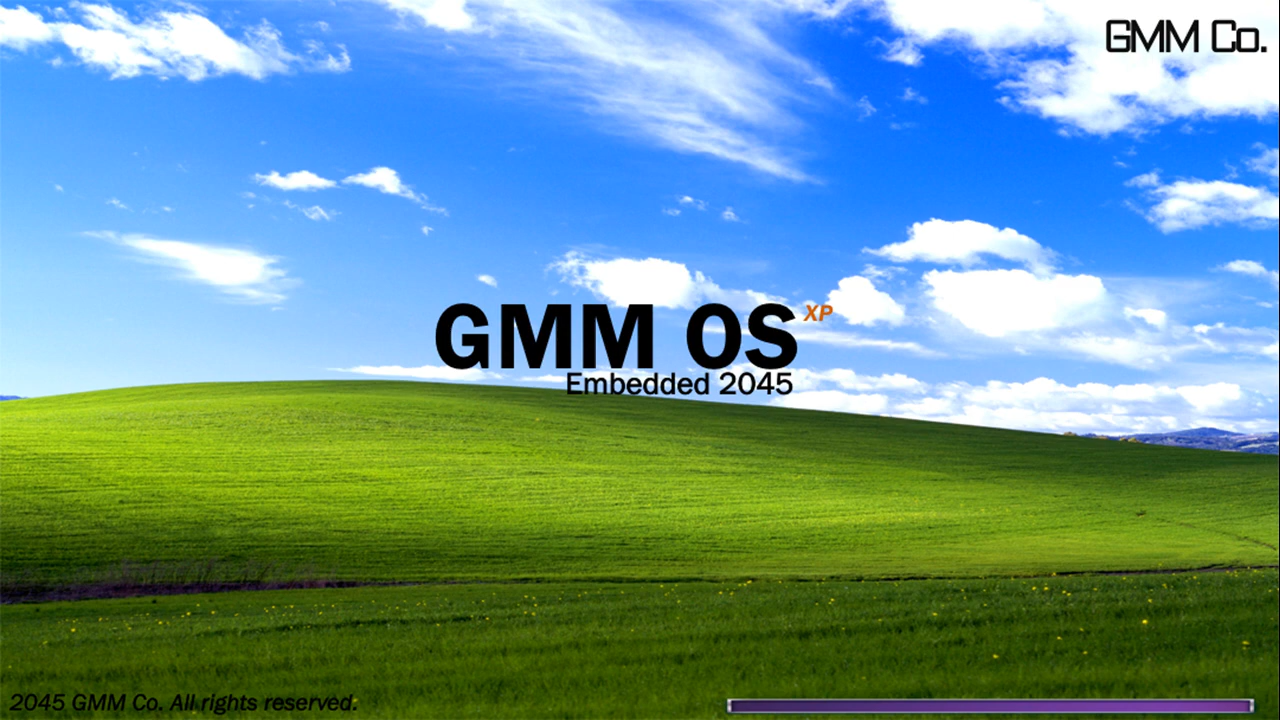 GMM Co.
GMM OS XP
Embedded 2045
2045 GMM Co. All rights reserved.